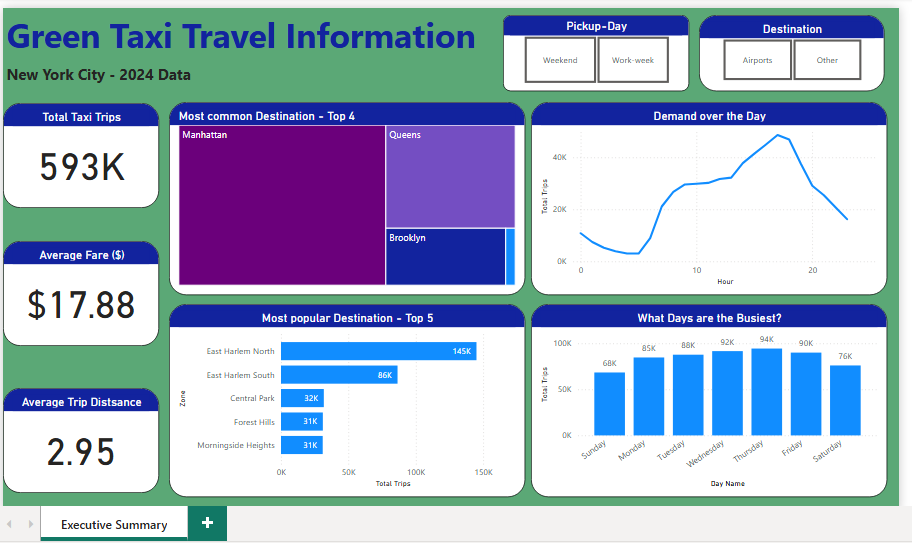 Green Taxi Travel Information
New York City - 2024 Data
Pickup-Day
Weekend
Work-week
Destination
Airports
Other
Total Taxi Trips
593K
Average Fare ($)
$17.88
Average Trip Distsance
2.95
Most common Destination - Top 4
Manhattan
Queens
Brooklyn
Demand over the Day
Total Trips
40K
20K
0K
0
10
20
Hour
Most popular Destination - Top 5
Zone
East Harlem North
145K
East Harlem South
86K
Central Park
32K
Forest Hills
31K
Morningside Heights
31K
0K
50K
100K
150K
Total Trips
What Days are the Busiest?
Total Trips
100K
50K
0K
68K
85K
88K
92K
94K
90K
76K
Sunday
Monday
Tuesday
Wednesday
Thursday
Friday
Saturday
Day Name
Executive Summary
+